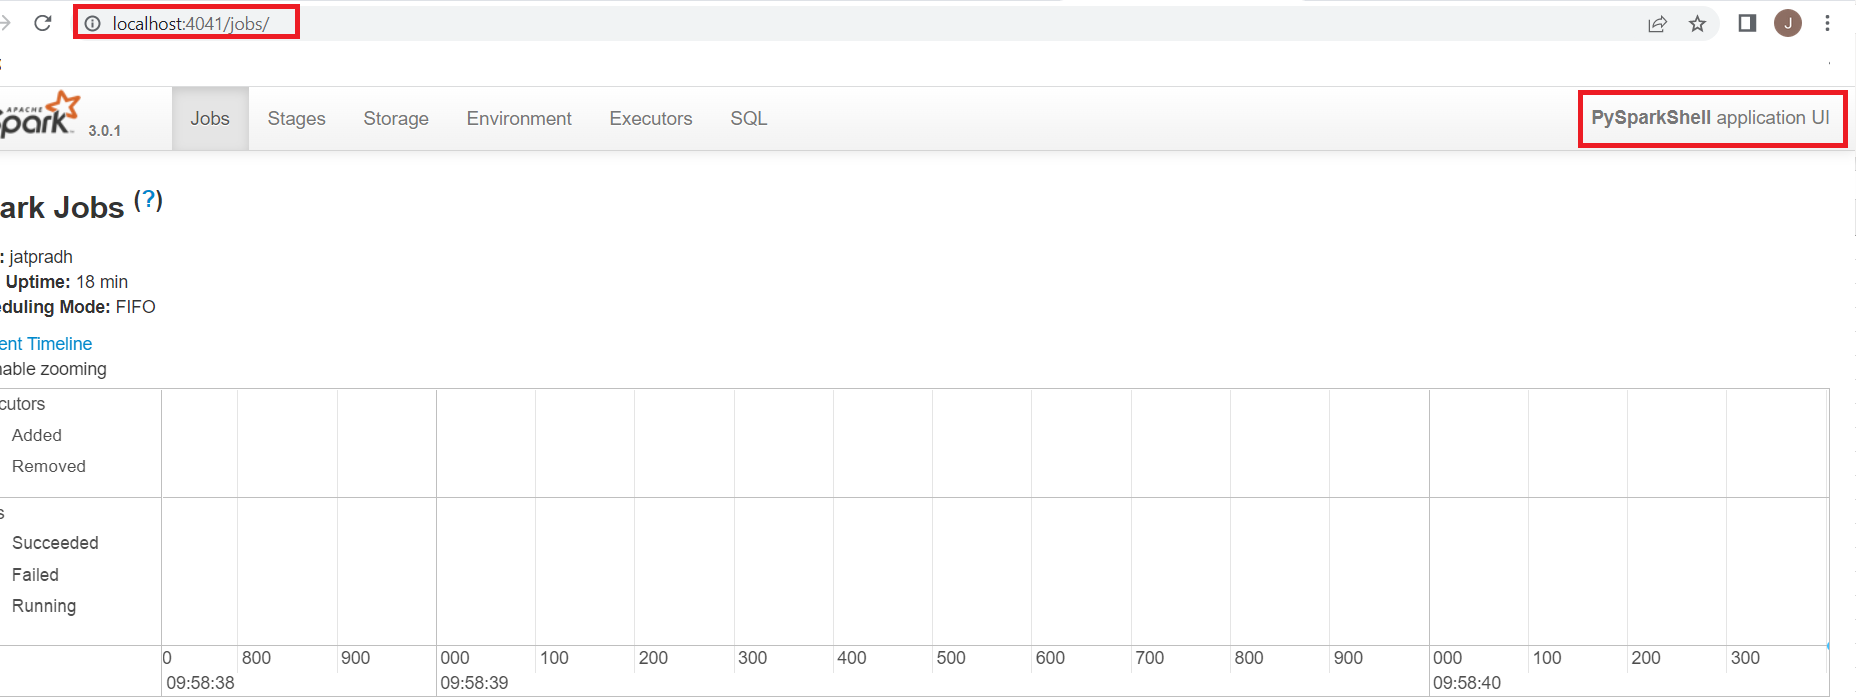 localhost:4041/jobs/
J
APACHE
Spark 3.0.1
Jobs Stages Storage Environment Executors SQL
PySparkShell application UI
ark Jobs (?)
: jatpradh
Uptime: 18 min
eduling Mode: FIFO
ent Timeline
nable zooming
cutors
Added
Removed
s
Succeeded
Failed
Running
0 800 900 000 100 200 300 400 500 600 700 800 900 000 100 200 300
09:58:38 09:58:39 09:58:40